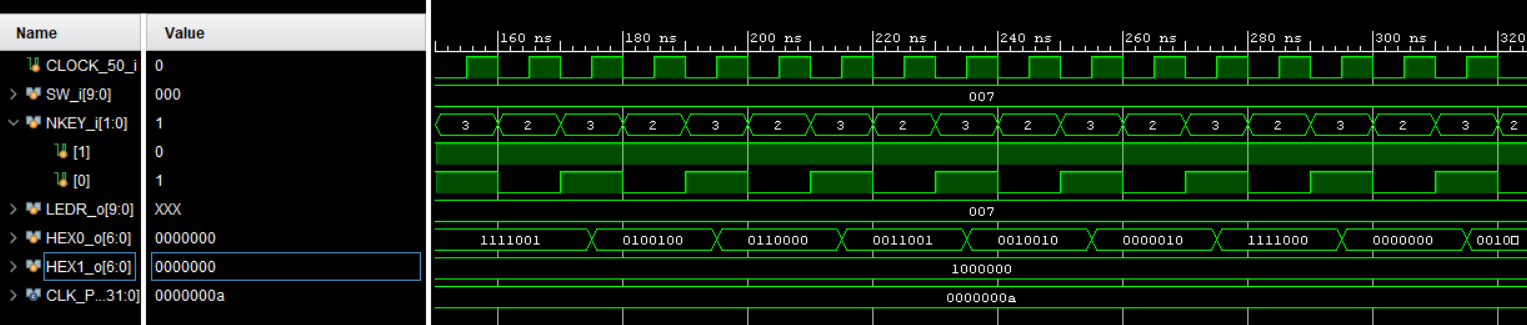 Name Value
160 ns 180 ns 200 ns 220 ns 240 ns 260 ns 280 ns 300 ns 320
CLOCK_50_i 0
SW_i[9:0] 000 007
NKEY_i[1:0] 1 3 2 3 2 3 2 3 2 3 2 3 2 3 2 3 2 3 2
[1] 0
[0] 1
LEDR_o[9:0] XXX 007
HEX0_o[6:0] 0000000 1111001 0100100 0110000 0011001 0010010 0000010 1111000 0000000 0010
HEX1_o[6:0] 0000000 1000000
CLK_P...31:0] 0000000a 0000000a